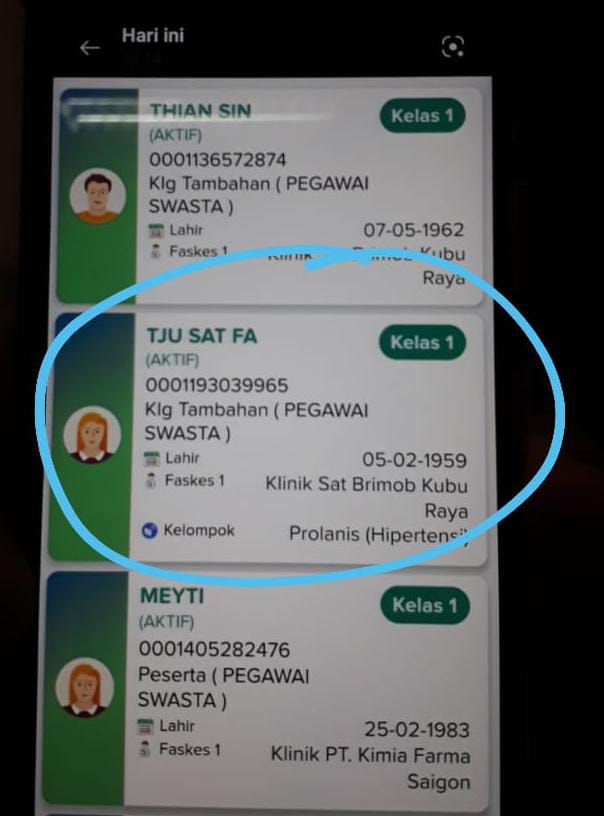 Hari ini
THIAN SIN
Kelas 1
(AKTIF)
0001136572874
Klg Tambahan ( PEGAWAI
SWASTA )
Lahir 07-05-1962
Faskes 1 Klinik Brimob Kubu
Raya
TJU SAT FA
Kelas 1
(AKTIF)
0001193039965
Klg Tambahan ( PEGAWAI
SWASTA )
Lahir 05-02-1959
Faskes 1 Klinik Sat Brimob Kubu
Raya
Kelompok Prolanis (Hipertensi)
MEYTI
Kelas 1
(AKTIF)
0001405282476
Peserta ( PEGAWAI
SWASTA )
Lahir 25-02-1983
Faskes 1 Klinik PT. Kimia Farma
Saigon